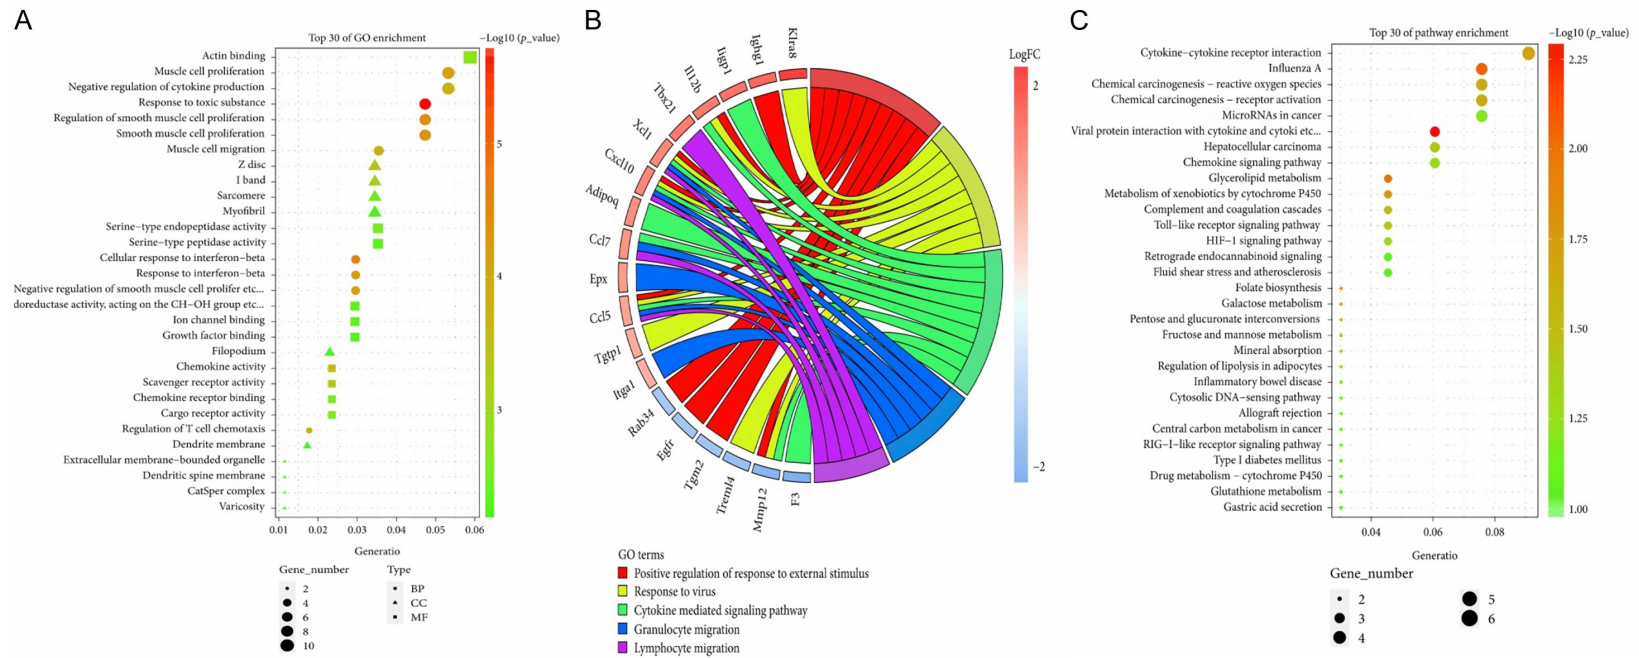 A
Top 30 of GO enrichment
−Log10 (p_value)
Actin binding
Muscle cell proliferation
Negative regulation of cytokine production
Response to toxic substance
Regulation of smooth muscle cell proliferation
Smooth muscle cell proliferation
Muscle cell migration
Z disc
I band
Sarcomere
Myofibril
Serine−type endopeptidase activity
Serine−type peptidase activity
Cellular response to interferon−beta
Response to interferon−beta
Negative regulation of smooth muscle cell prolifer etc...
doreductase activity, acting on the CH−OH group etc...
Ion channel binding
Growth factor binding
Filopodium
Chemokine activity
Scavenger receptor activity
Chemokine receptor binding
Cargo receptor activity
Regulation of T cell chemotaxis
Dendrite membrane
Extracellular membrane−bounded organelle
Dendritic spine membrane
CatSper complex
Varicosity
5
4
3
0.01 0.02 0.03 0.04 0.05 0.06
Generatio
Gene_number
2
4
6
8
10
Type
BP
CC
MF
B
Klra8
Ighg1
Iigp1
Il12b
Tbx21
Xcl1
Cxcl10
Adipoq
Ccl7
Epx
Ccl5
Tgtp1
Itga1
Rab34
Egfr
Tgm2
Treml4
Mmp12
F3
LogFC
2
−2
GO terms
Positive regulation of response to external stimulus
Response to virus
Cytokine mediated signaling pathway
Granulocyte migration
Lymphocyte migration
C
Top 30 of pathway enrichment
−Log10 (p_value)
Cytokine−cytokine receptor interaction
Influenza A
Chemical carcinogenesis − reactive oxygen species
Chemical carcinogenesis − receptor activation
MicroRNAs in cancer
Viral protein interaction with cytokine and cytoki etc...
Hepatocellular carcinoma
Chemokine signaling pathway
Glycerolipid metabolism
Metabolism of xenobiotics by cytochrome P450
Complement and coagulation cascades
Toll−like receptor signaling pathway
HIF−1 signaling pathway
Retrograde endocannabinoid signaling
Fluid shear stress and atherosclerosis
Folate biosynthesis
Galactose metabolism
Pentose and glucuronate interconversions
Fructose and mannose metabolism
Mineral absorption
Regulation of lipolysis in adipocytes
Inflammatory bowel disease
Cytosolic DNA−sensing pathway
Allograft rejection
Central carbon metabolism in cancer
RIG−I−like receptor signaling pathway
Type I diabetes mellitus
Drug metabolism − cytochrome P450
Glutathione metabolism
Gastric acid secretion
2.25
2.00
1.75
1.50
1.25
1.00
0.04 0.06 0.08
Generatio
Gene_number
2
3
4
5
6